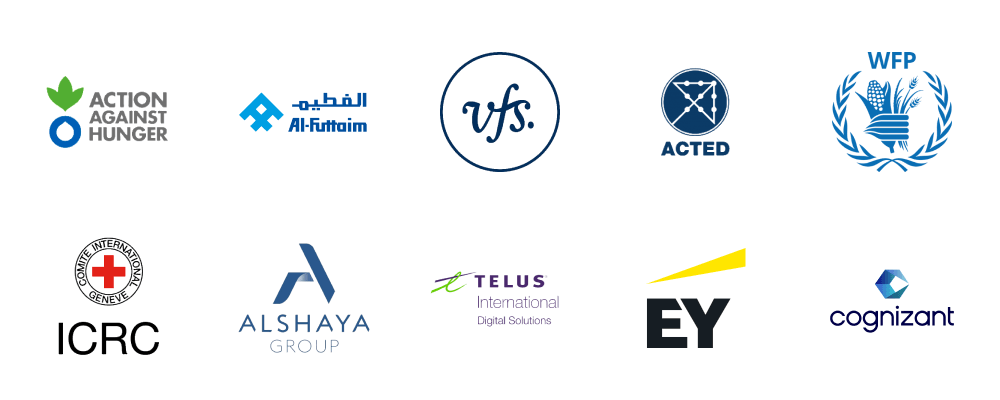 ACTION
AGAINST
HUNGER
الفطيم
Al-Futtaim
vfs.
ACTED
WFP
COMITE INTERNATIONAL
GENEVE
ICRC
ALSHAYA
GROUP
TELUS®
International
Digital Solutions
EY
cognizant